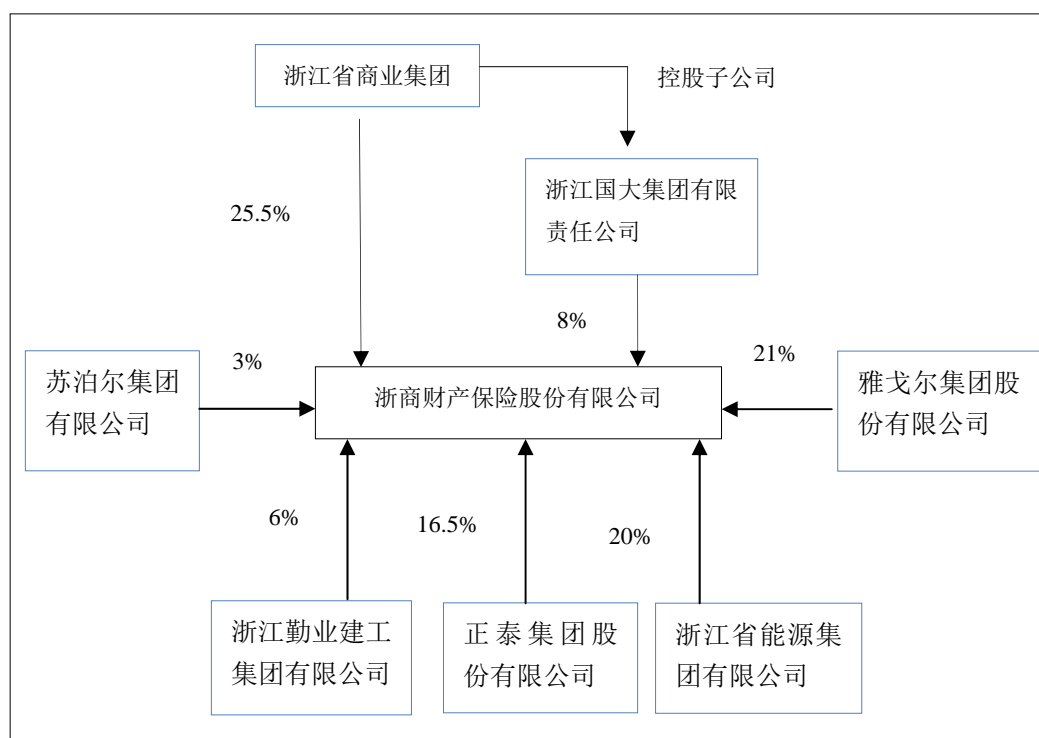 浙江省商业集团
控股子公司
浙江国大集团有限
责任公司
25.5%
8%
3%
21%
苏泊尔集团
有限公司
浙商财产保险股份有限公司
雅戈尔集团股
份有限公司
6%
16.5%
20%
浙江勤业建工
集团有限公司
正泰集团股
份有限公司
浙江省能源集
团有限公司